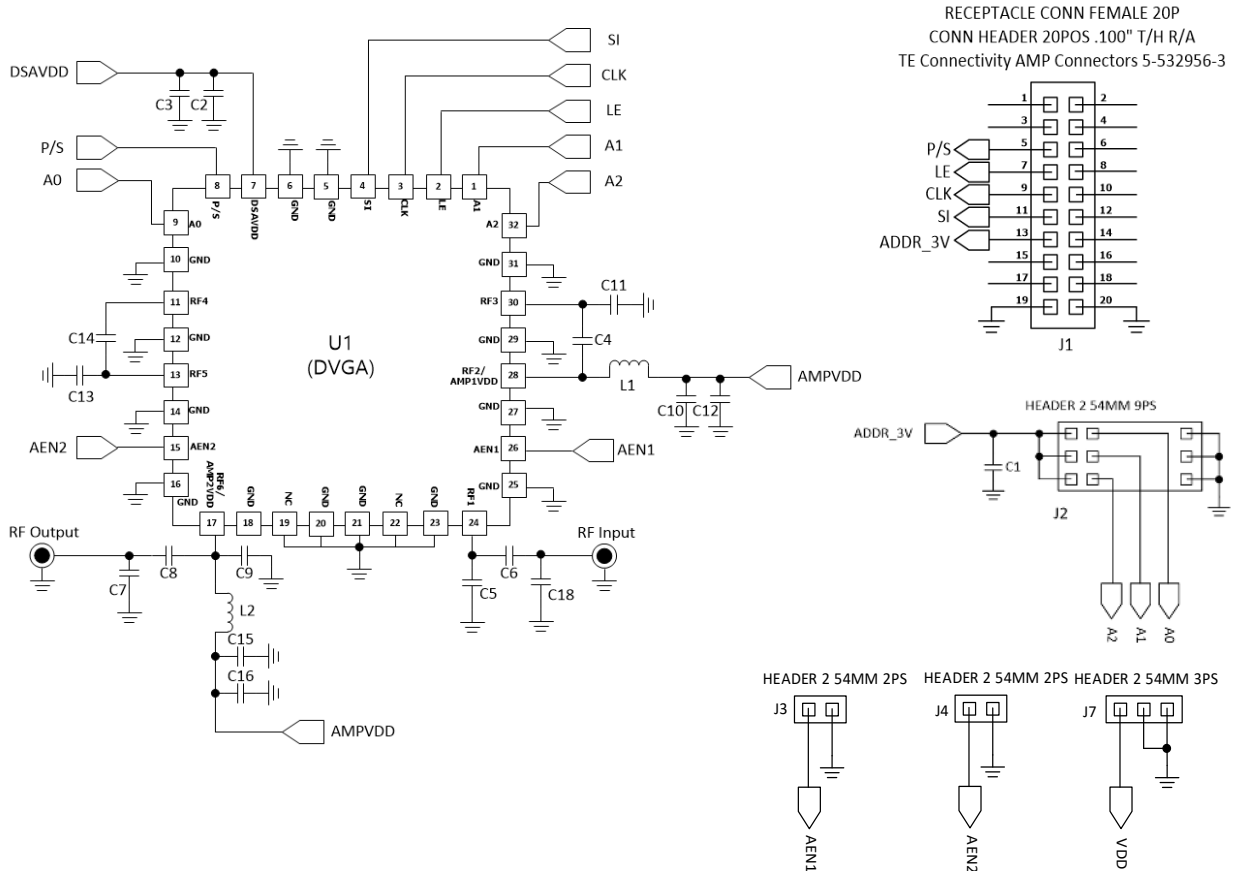 RECEPTACLE CONN FEMALE 20P
CONN HEADER 20POS .100" T/H R/A
TE Connectivity AMP Connectors 5-532956-3
SI
DSAVDD
CLK
C3
C2
LE
P/S
A1
A0
A2
8
7
6
5
4
3
2
1
P/S
DSAVDD
GND
GND
SI
CLK
LE
A1
9
A0
A2
32
10
GND
GND
31
11
RF4
RF3
30
C11
C14
12
GND
GND
29
C4
U1
(DVGA)
13
RF5
RF2/
AMP1VDD
28
L1
AMPVDD
C13
C10
C12
14
GND
GND
27
AEN2
15
AEN2
AEN1
26
AEN1
16
GND
GND
25
RF6/
AMP2VDD
GND
NC
GND
GND
NC
GND
RF1
17
18
19
20
21
22
23
24
RF Output
RF Input
C7
C8
C9
C6
C5
C18
L2
C15
C16
AMPVDD
1
2
3
4
P/S
5
6
LE
7
8
CLK
9
10
SI
11
12
ADDR_3V
13
14
15
16
17
18
19
20
J1
HEADER 2 54MM 9PS
ADDR_3V
C1
J2
A2
A1
A0
HEADER 2 54MM 2PS
J3
AEN1
HEADER 2 54MM 2PS
J4
AEN2
HEADER 2 54MM 3PS
J7
VDD